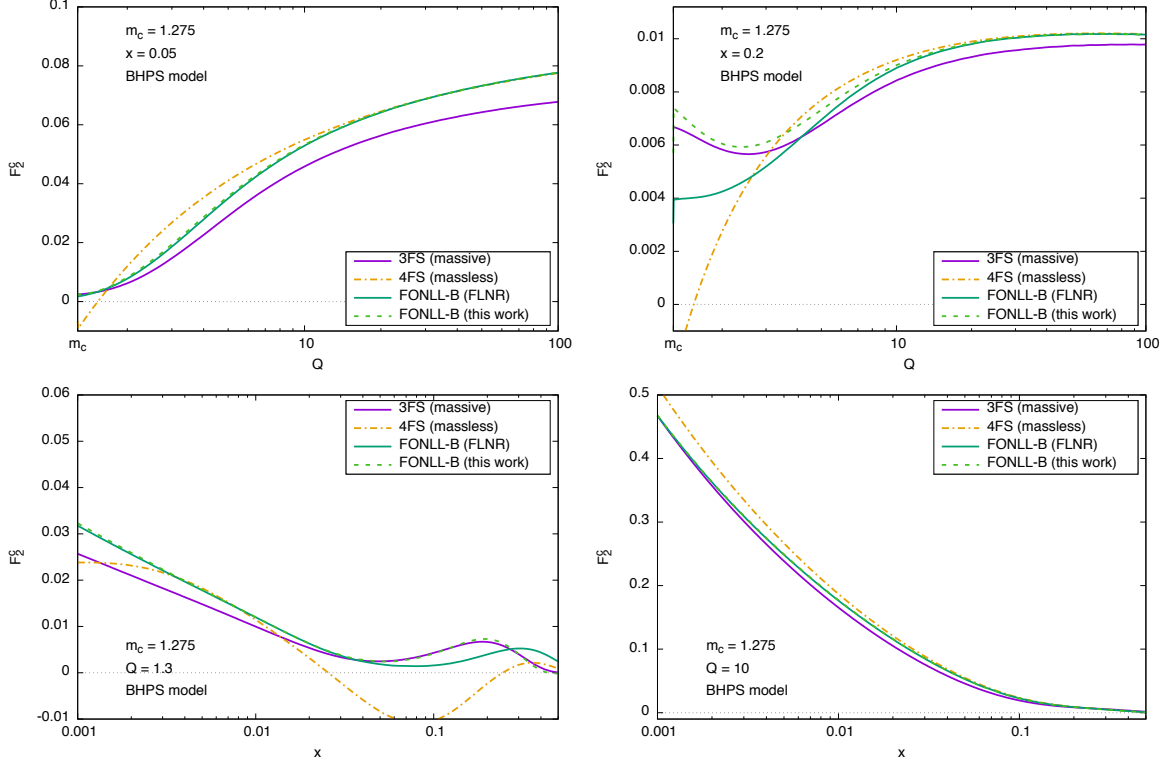 0.1
0.08
0.06
0.04
0.02
0
m_c
10
100
F_2^c
Q
m_c = 1.275
x = 0.05
BHPS model
3FS (massive)
4FS (massless)
FONLL-B (FLNR)
FONLL-B (this work)
0.01
0.008
0.006
0.004
0.002
0
m_c
10
100
F_2^c
Q
m_c = 1.275
x = 0.2
BHPS model
3FS (massive)
4FS (massless)
FONLL-B (FLNR)
FONLL-B (this work)
0.06
0.05
0.04
0.03
0.02
0.01
0
-0.01
0.001
0.01
0.1
F_2^c
x
3FS (massive)
4FS (massless)
FONLL-B (FLNR)
FONLL-B (this work)
m_c = 1.275
Q = 1.3
BHPS model
0.5
0.4
0.3
0.2
0.1
0
0.001
0.01
0.1
F_2^c
x
3FS (massive)
4FS (massless)
FONLL-B (FLNR)
FONLL-B (this work)
m_c = 1.275
Q = 10
BHPS model